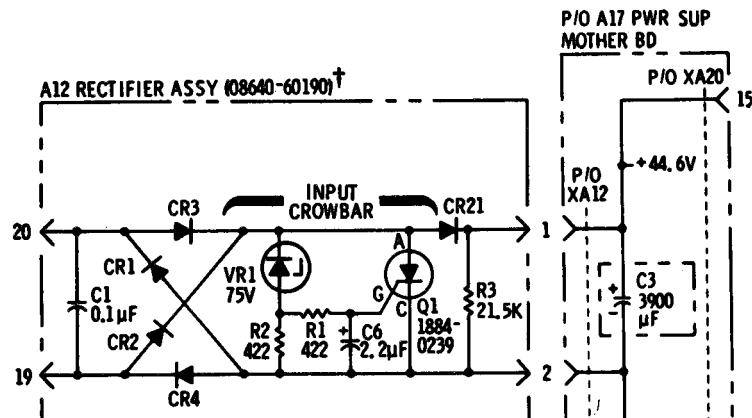 P/O A17 PWR SUP
MOTHER BD
P/O XA20
A12 RECTIFIER ASSY (08640-60190)†
15
+44.6V
P/O
XA12
INPUT
CROWBAR
20
CR3
CR21
1
A
CR1
VR1
75V
C1
0.1µF
G
C
Q1
1884-
0239
R3
21.5K
+
C3
3900
µF
-
CR2
R2
422
R1
422
+
C6
2.2µF
19
CR4
2